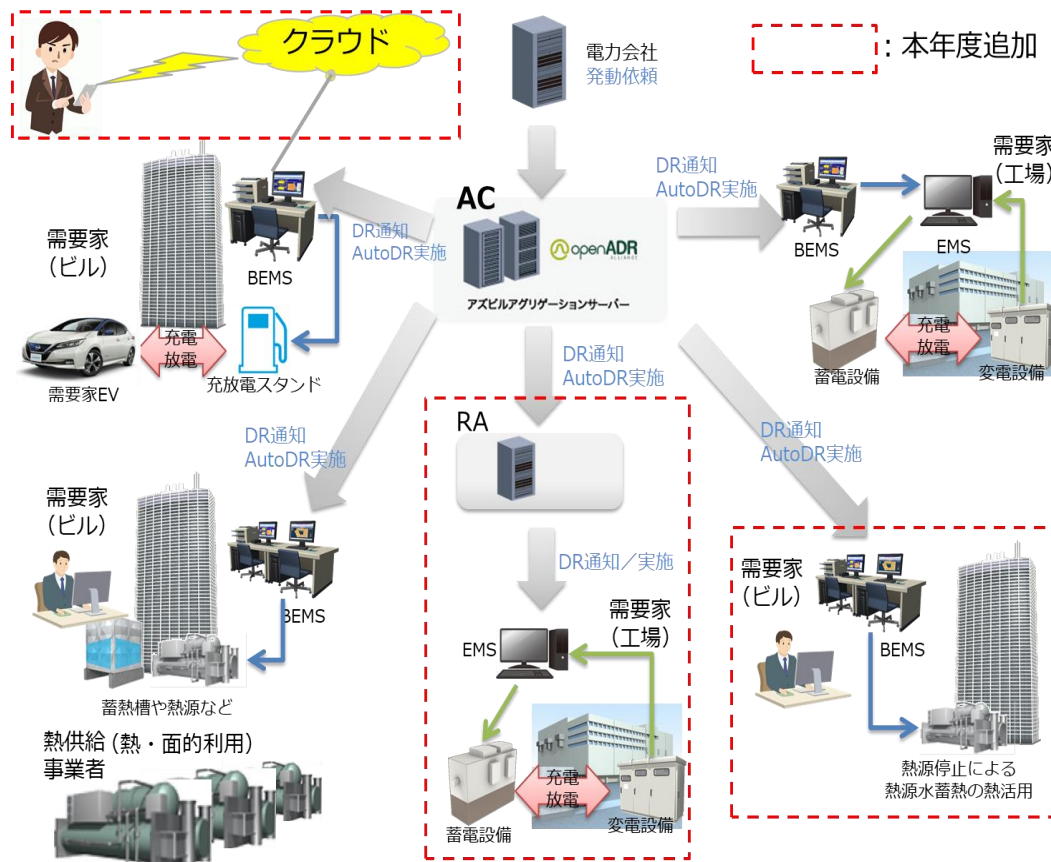 クラウド
電力会社
発動依頼
: 本年度追加
需要家
（ビル）
BEMS
DR通知
AutoDR実施
AC
openADR
ALLIANCE
アズビルアグリゲーションサーバー
DR通知
AutoDR実施
BEMS
需要家
（工場）
EMS
充電
放電
需要家EV
充放電スタンド
充電
放電
蓄電設備
変電設備
DR通知
AutoDR実施
DR通知
AutoDR実施
DR通知
AutoDR実施
需要家
（ビル）
BEMS
蓄熱槽や熱源など
熱供給（熱・面的利用）
事業者
RA
DR通知／実施
需要家
（工場）
EMS
充電
放電
蓄電設備
変電設備
需要家
（ビル）
BEMS
熱源停止による
熱源水蓄熱の熱活用